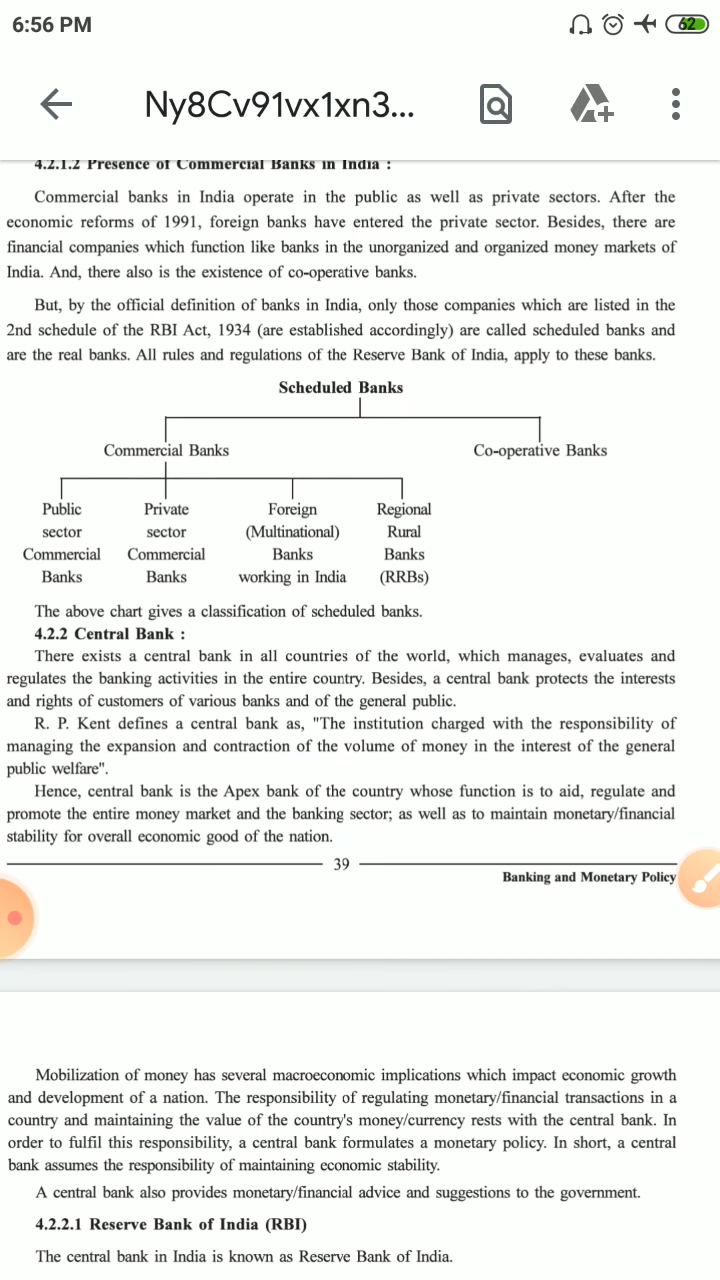 6:56 PM
62
Ny8Cv91vx1xn3...
4.2.1.2 Presence of Commercial Banks in India :
Commercial banks in India operate in the public as well as private sectors. After the
economic reforms of 1991, foreign banks have entered the private sector. Besides, there are
financial companies which function like banks in the unorganized and organized money markets of
India. And, there also is the existence of co-operative banks.
But, by the official definition of banks in India, only those companies which are listed in the
2nd schedule of the RBI Act, 1934 (are established accordingly) are called scheduled banks and
are the real banks. All rules and regulations of the Reserve Bank of India, apply to these banks.
Scheduled Banks
Commercial Banks
Co-operative Banks
Public
sector
Commercial
Banks
Private
sector
Commercial
Banks
Foreign
(Multinational)
Banks
working in India
Regional
Rural
Banks
(RRBs)
The above chart gives a classification of scheduled banks.
4.2.2 Central Bank :
There exists a central bank in all countries of the world, which manages, evaluates and
regulates the banking activities in the entire country. Besides, a central bank protects the interests
and rights of customers of various banks and of the general public.
R. P. Kent defines a central bank as, "The institution charged with the responsibility of
managing the expansion and contraction of the volume of money in the interest of the general
public welfare".
Hence, central bank is the Apex bank of the country whose function is to aid, regulate and
promote the entire money market and the banking sector; as well as to maintain monetary/financial
stability for overall economic good of the nation.
39
Banking and Monetary Policy
Mobilization of money has several macroeconomic implications which impact economic growth
and development of a nation. The responsibility of regulating monetary/financial transactions in a
country and maintaining the value of the country's money/currency rests with the central bank. In
order to fulfil this responsibility, a central bank formulates a monetary policy. In short, a central
bank assumes the responsibility of maintaining economic stability.
A central bank also provides monetary/financial advice and suggestions to the government.
4.2.2.1 Reserve Bank of India (RBI)
The central bank in India is known as Reserve Bank of India.